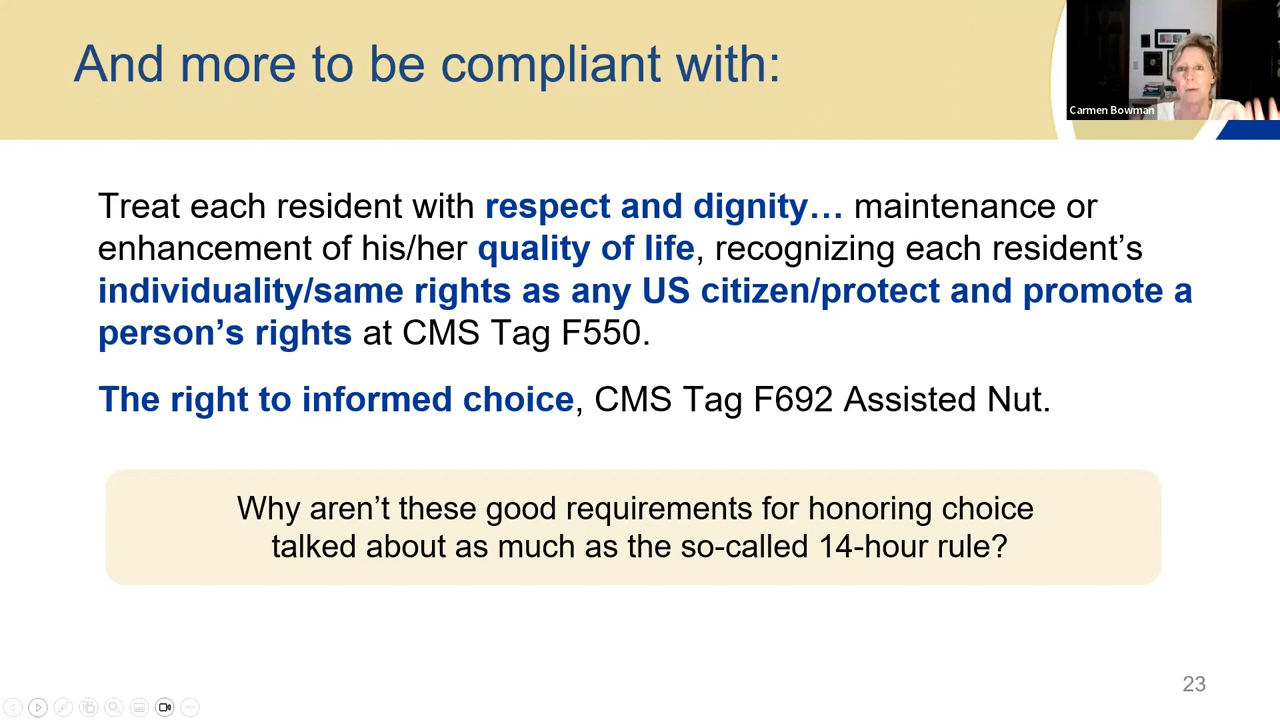 And more to be compliant with:
Carmen Bowman
Treat each resident with respect and dignity… maintenance or
enhancement of his/her quality of life, recognizing each resident’s
individuality/same rights as any US citizen/protect and promote a
person’s rights at CMS Tag F550.
The right to informed choice, CMS Tag F692 Assisted Nut.
Why aren’t these good requirements for honoring choice
talked about as much as the so-called 14-hour rule?
23